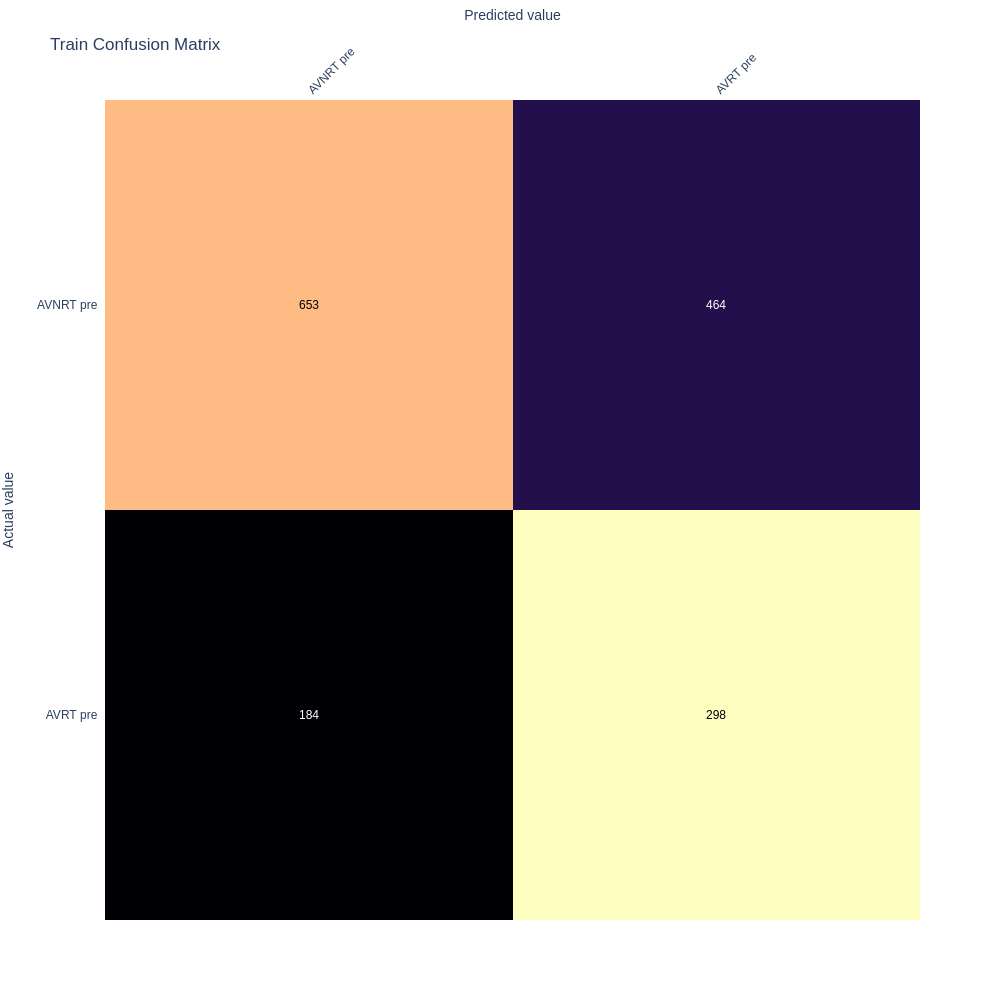 Predicted value
Train Confusion Matrix
AVNRT pre
AVRT pre
AVNRT pre
653
464
Actual value
AVRT pre
184
298